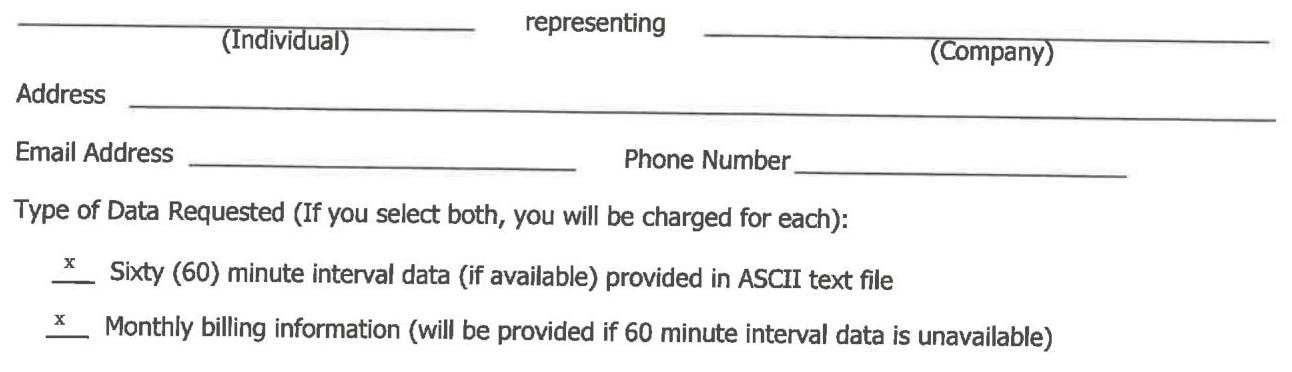 representing
(Individual) (Company)
Address
Email Address Phone Number
Type of Data Requested (If you select both, you will be charged for each):
x Sixty (60) minute interval data (if available) provided in ASCII text file
x Monthly billing information (will be provided if 60 minute interval data is unavailable)